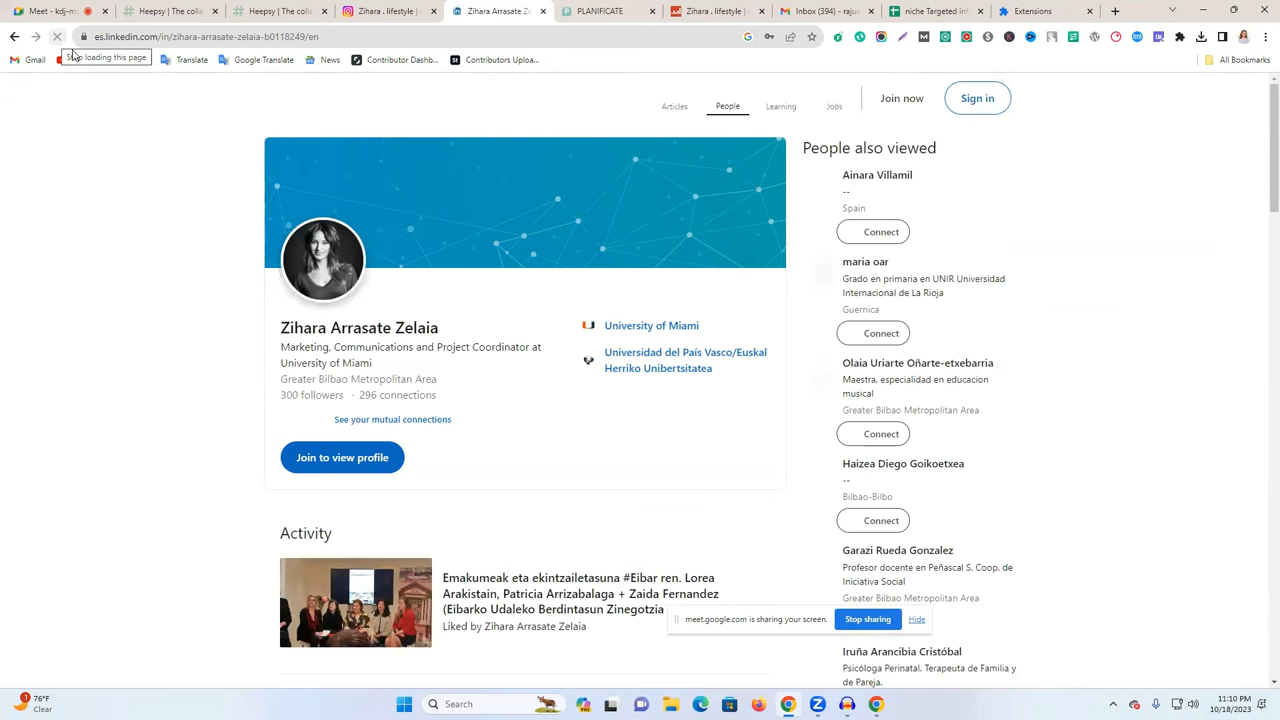 Meet - kdj-mo
Heepsy | The co
Heepsy | The collec
Zihara . lifestyle |
Zihara Arrasate Ze
PLANIFICATE
Zihara . lifestyle |
Inbox (394) - raju
Niche Targeted inf
Extensions
es.linkedin.com/in/zihara-arrasate-zelaia-b0118249/en
loading this page
Gmail
Translate
Google Translate
News
Contributor Dashb...
Contributors Uploa...
All Bookmarks
Articles
People
Learning
Jobs
Join now
Sign in
Zihara Arrasate Zelaia
Marketing, Communications and Project Coordinator at
University of Miami
Greater Bilbao Metropolitan Area
300 followers · 296 connections
See your mutual connections
Join to view profile
University of Miami
Universidad del País Vasco/Euskal
Herriko Unibertsitatea
Activity
Emakumeak eta ekintzailetasuna #Eibar ren. Lorea
Arakistain, Patricia Arrizabalaga + Zaida Fernandez
(Eibarko Udaleko Berdintasun Zinegotzia
Liked by Zihara Arrasate Zelaia
People also viewed
Ainara Villamil
--
Spain
Connect
maria oar
Grado en primaria en UNIR Universidad
Internacional de La Rioja
Guernica
Connect
Olaia Uriarte Oñarte-etxebarria
Maestra, especialidad en educacion
musical
Greater Bilbao Metropolitan Area
Connect
Haizea Diego Goikoetxea
--
Bilbao-Bilbo
Connect
Garazi Rueda Gonzalez
Profesor docente en Peñascal S. Coop. de
Iniciativa Social
Greater Bilbao Metropolitan Area
Iruña Arancibia Cristóbal
Psicóloga Perinatal. Terapeuta de Familia y
de Pareja.
meet.google.com is sharing your screen.
Stop sharing
Hide
1
76°F
Clear
Search
11:10 PM
10/18/2023